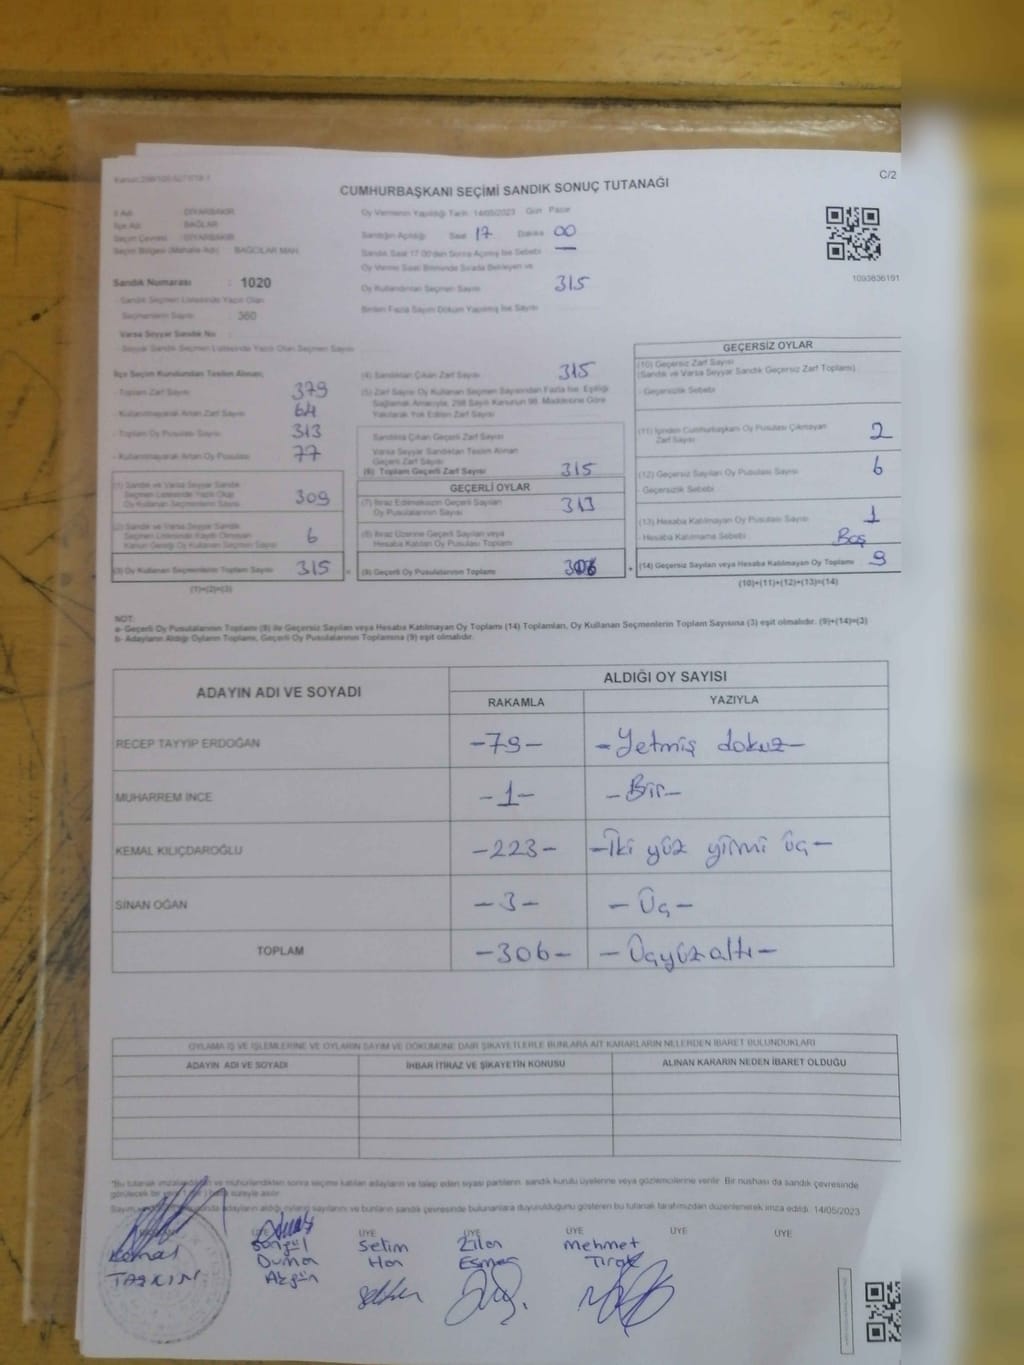 C/2
CUMHURBAŞKANI SEÇİMİ SANDIK SONUÇ TUTANAĞI
İl Adı : DİYARBAKIR
İlçe Adı : BAĞLAR
Seçim Çevresi : DİYARBAKIR
Seçim Bölgesi (Mahalle Adı) : BAĞCILAR MAH.
Sandık Numarası : 1020
- Sandık Seçmen Listesinde Yazılı Olan
Seçmenlerin Sayısı : 360
Varsa Seyyar Sandık No :
- Seyyar Sandık Seçmen Listesinde Yazılı Olan Seçmen Sayısı
Oy Vermenin Yapıldığı Tarih: 14/05/2023 Gün: Pazar
Sandığın Açıldığı Saat 17 Dakika 00
Sandık Saat 17.00'den Sonra Açılmış İse Sebebi —
Oy Verme Saati Bitiminde Sırada Bekleyen ve
Oy Kullandırılan Seçmen Sayısı 315
Birden Fazla Sayım Döküm Yapılmış İse Sayısı
1093836191
İlçe Seçim Kurulundan Teslim Alınan;
- Toplam Zarf Sayısı 379
- Kullanılmayarak Artan Zarf Sayısı 64
- Toplam Oy Pusulası Sayısı 313
- Kullanılmayarak Artan Oy Pusulası 77
(1) Sandık ve Varsa Seyyar Sandık
Seçmen Listesinde Yazılı Olup
Oy Kullanan Seçmenlerin Sayısı 309
(2) Sandık ve Varsa Seyyar Sandık
Seçmen Listesinde Kayıtlı Olmayan
Kanun Gereği Oy Kullanan Seçmen Sayısı 6
(3) Oy Kullanan Seçmenlerin Toplam Sayısı 315
(1)+(2)=(3)
(4) Sandıktan Çıkan Zarf Sayısı 315
(5) Zarf Sayısı Oy Kullanan Seçmen Sayısından Fazla İse, Eşitliği
Sağlamak Amacıyla, 298 Sayılı Kanunun 98. Maddesine Göre
Yakılarak Yok Edilen Zarf Sayısı
Sandıkta Çıkan Geçerli Zarf Sayısı
Varsa Seyyar Sandıktan Teslim Alınan
Geçerli Zarf Sayısı
(6) Toplam Geçerli Zarf Sayısı 315
GEÇERLİ OYLAR
(7) İtiraz Edilmeksizin Geçerli Sayılan
Oy Pusulalarının Sayısı 313
(8) İtiraz Üzerine Geçerli Sayılan veya
Hesaba Katılan Oy Pusulası Toplamı
(9) Geçerli Oy Pusulalarının Toplamı 306
GEÇERSİZ OYLAR
(10) Geçersiz Zarf Sayısı
(Sandık ve Varsa Seyyar Sandık Geçersiz Zarf Toplamı)
- Geçersizlik Sebebi
(11) İçinden Cumhurbaşkanı Oy Pusulası Çıkmayan
Zarf Sayısı 2
(12) Geçersiz Sayılan Oy Pusulası Sayısı 6
- Geçersizlik Sebebi
(13) Hesaba Katılmayan Oy Pusulası Sayısı 1
- Hesaba Katılmama Sebebi Boş
(14) Geçersiz Sayılan veya Hesaba Katılmayan Oy Toplamı 9
(10)+(11)+(12)+(13)=(14)
NOT:
a- Geçerli Oy Pusulalarının Toplamı (9) ile Geçersiz Sayılan veya Hesaba Katılmayan Oy Toplamı (14) Toplamları, Oy Kullanan Seçmenlerin Toplam Sayısına (3) eşit olmalıdır. (9)+(14)=(3)
b- Adayların Aldığı Oyların Toplamı, Geçerli Oy Pusulalarının Toplamına (9) eşit olmalıdır.
ADAYIN ADI VE SOYADI ALDIĞI OY SAYISI
RAKAMLA YAZIYLA
RECEP TAYYİP ERDOĞAN -79- -Yetmiş dokuz-
MUHARREM İNCE -1- -Bir-
KEMAL KILIÇDAROĞLU -223- -İki yüz yirmi üç-
SİNAN OĞAN -3- -Üç-
TOPLAM -306- -Üçyüzaltı-
OYLAMA İŞ VE İŞLEMLERİNE VE OYLARIN SAYIM VE DÖKÜMÜNE DAİR ŞİKAYETLERLE BUNLARA AİT KARARLARIN NELERDEN İBARET BULUNDUKLARI
ADAYIN ADI VE SOYADI İHBAR İTİRAZ VE ŞİKAYETİN KONUSU ALINAN KARARIN NEDEN İBARET OLDUĞU
*Bu tutanak imzalandıktan ve mühürlendikten sonra seçime katılan adayların ve talep eden siyasi partilerin, sandık kurulu üyelerine veya gözlemcilerine verilir. Bir nushası da sandık çevresinde
görülecek bir yere suretiyle asılır.
adayların aldığı oyların sayımını ve bunların sandık çevresinde bulunanlara duyurulduğunu gösteren bu tutanak tarafımızdan düzenlenerek imza edildi. 14/05/2023
ÜYE ÜYE ÜYE ÜYE ÜYE ÜYE
Kemal Songül Selim Zilan Mehmet
TAŞKIN Duman Han Esmer Tırak
Akgün